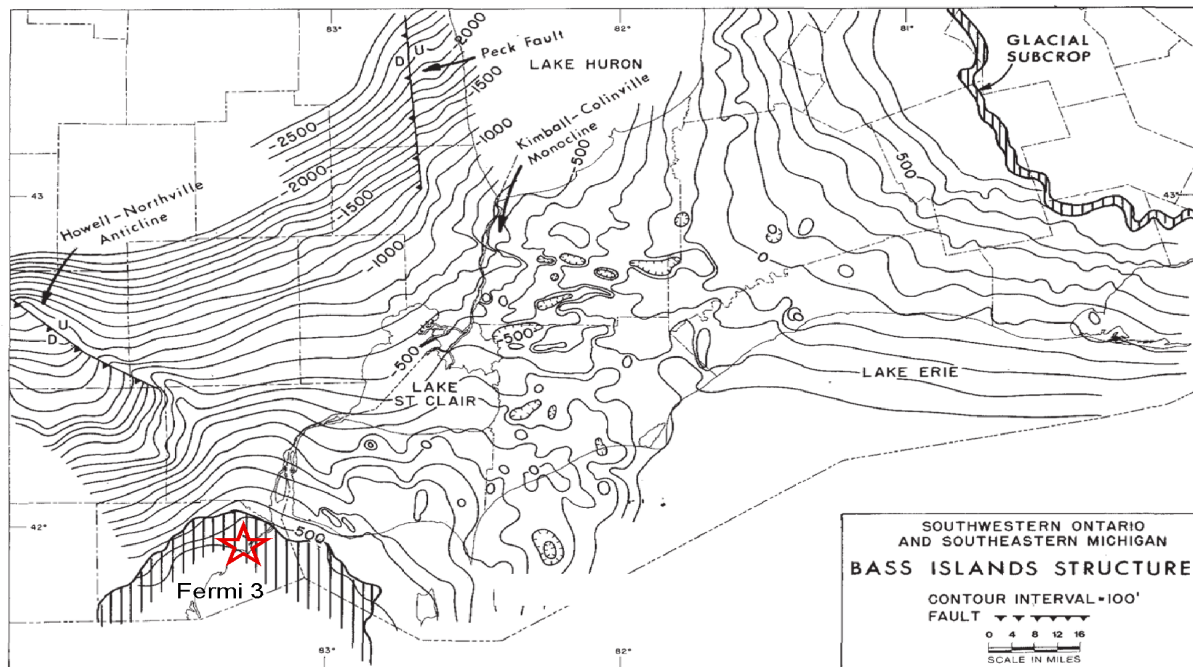 83°
82°
81°
-2000
U
D
Peck Fault
LAKE HURON
GLACIAL
SUBCROP
-1500
-2500
-1000
Kimball-Colinville
Monocline
-500
500
43
43°
-2000
-1500
Howell-Northville
Anticline
-1000
U
D
-500
-500
LAKE
ST CLAIR
LAKE ERIE
42°
42°
-500
Fermi 3
83°
82°
SOUTHWESTERN ONTARIO
AND SOUTHEASTERN MICHIGAN
BASS ISLANDS STRUCTURE
CONTOUR INTERVAL=100'
FAULT
0 4 8 12 16
SCALE IN MILES